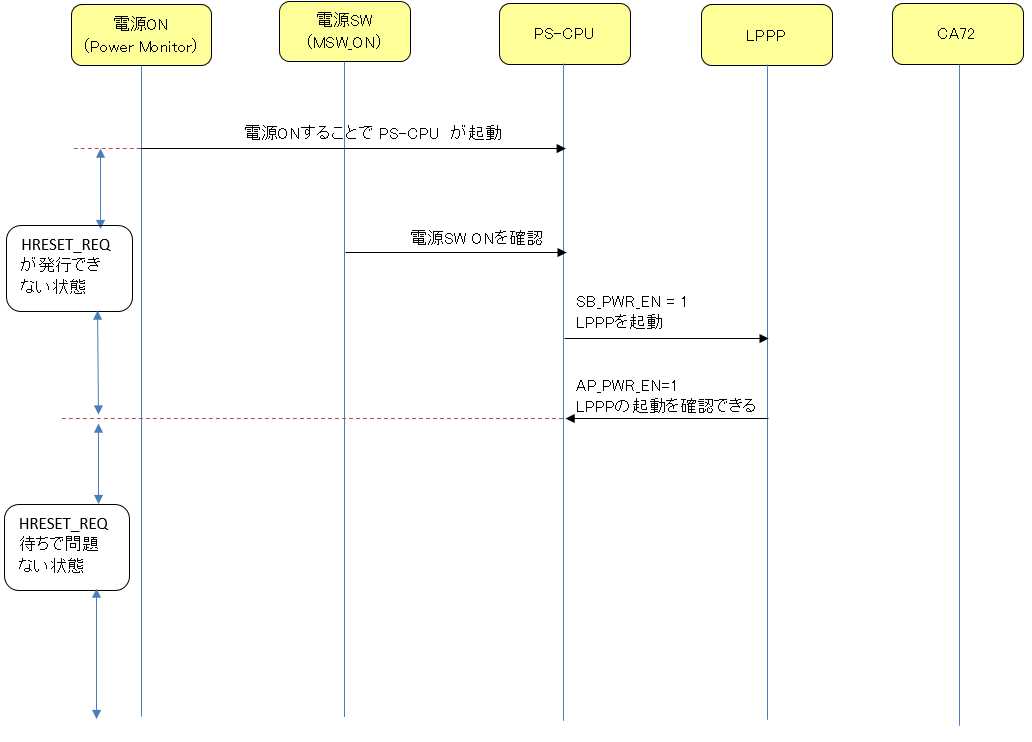 電源ON
(Power Monitor)
電源SW
(MSW_ON)
PS-CPU
LPPP
CA72
電源ONすることで PS-CPU が起動
HRESET_REQ
が発行でき
ない状態
電源SW ONを確認
SB_PWR_EN = 1
LPPPを起動
AP_PWR_EN=1
LPPPの起動を確認できる
HRESET_REQ
待ちで問題
ない状態